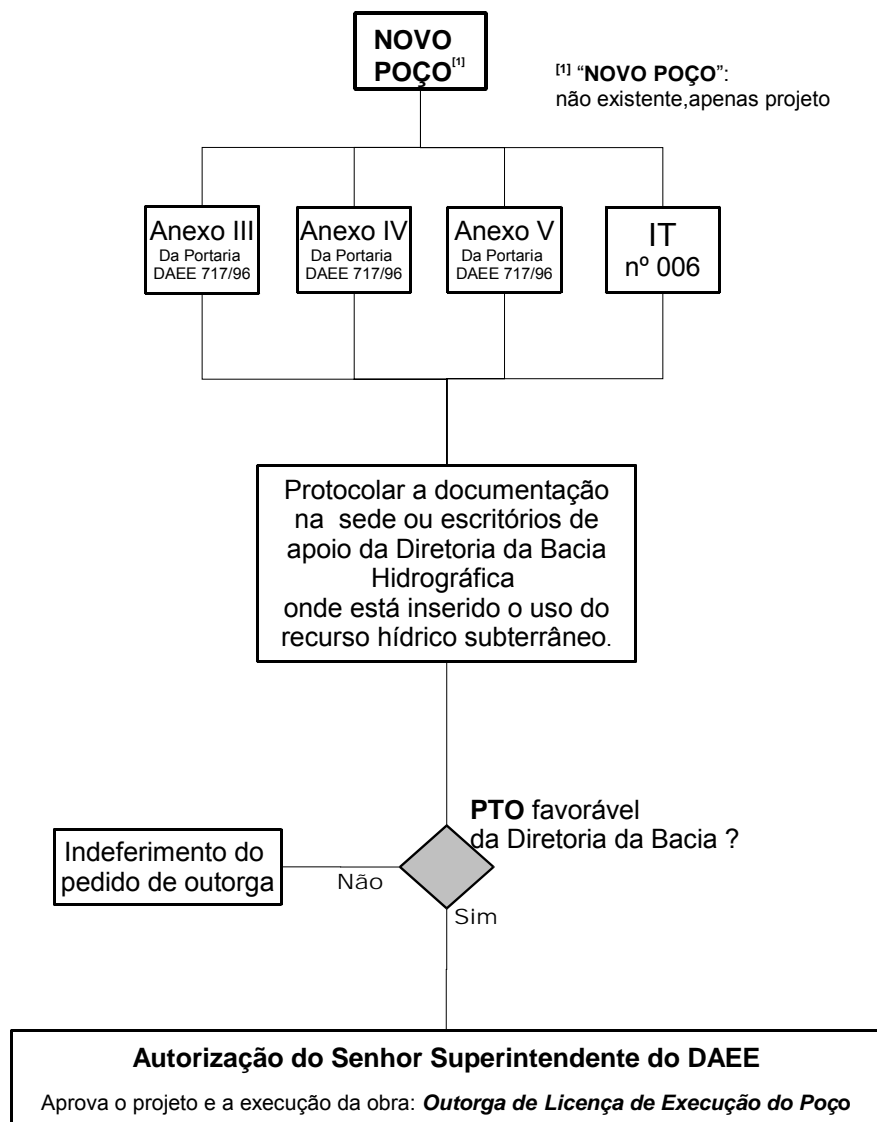 NOVO
POÇO[1]
[1] “NOVO POÇO”:
não existente,apenas projeto
Anexo III
Da Portaria
DAEE 717/96
Anexo IV
Da Portaria
DAEE 717/96
Anexo V
Da Portaria
DAEE 717/96
IT
nº 006
Protocolar a documentação
na sede ou escritórios de
apoio da Diretoria da Bacia
Hidrográfica
onde está inserido o uso do
recurso hídrico subterrâneo.
PTO favorável
da Diretoria da Bacia ?
Indeferimento do
pedido de outorga
Não
Sim
Autorização do Senhor Superintendente do DAEE
Aprova o projeto e a execução da obra: Outorga de Licença de Execução do Poço